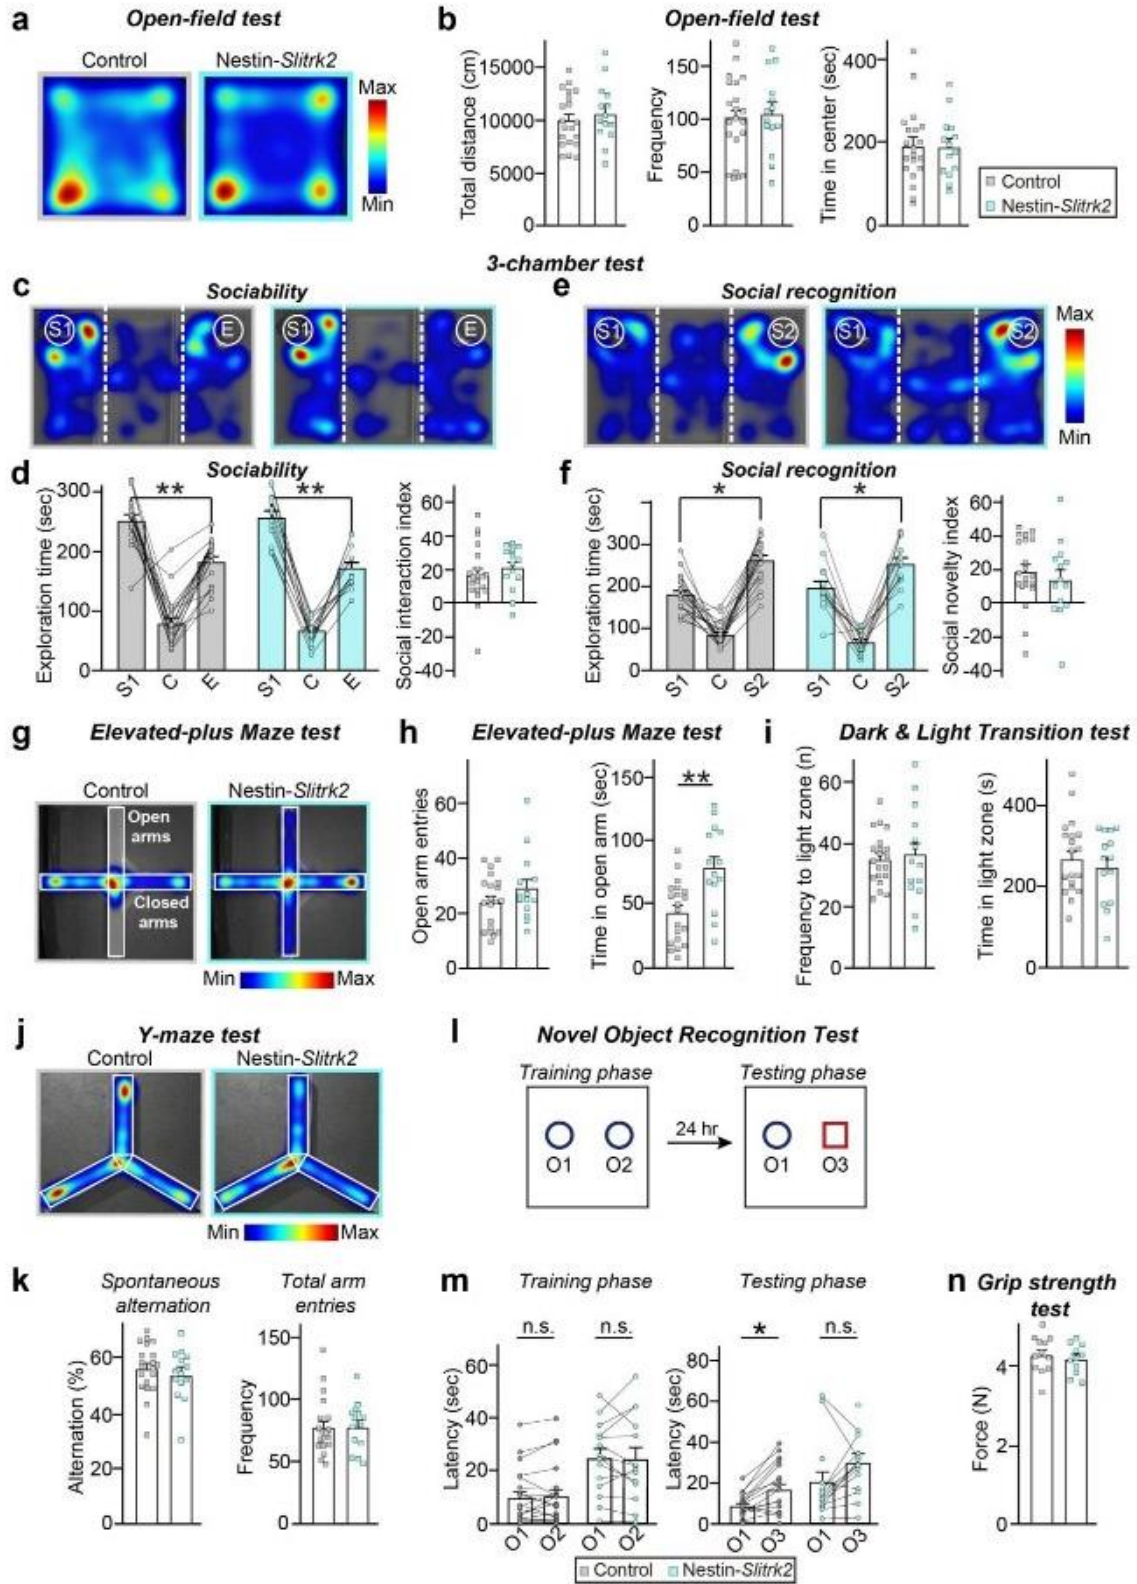 a
Open-field test
Control
Nestin-Slitrk2
Max
Min
b
Open-field test
Total distance (cm)
15000
10000
5000
0
Frequency
150
100
50
0
Time in center (sec)
400
200
0
Control
Nestin-Slitrk2
3-chamber test
c
Sociability
S1
E
S1
E
e
Social recognition
S1
S2
S1
S2
Max
Min
d
Sociability
Exploration time (sec)
300
200
100
0
**
**
S1
C
E
S1
C
E
Social interaction index
60
40
20
0
-20
-40
f
Social recognition
Exploration time (sec)
300
200
100
0
*
*
S1
C
S2
S1
C
S2
Social novelty index
60
40
20
0
-20
-40
g
Elevated-plus Maze test
Control
Nestin-Slitrk2
Open
arms
Closed
arms
Min
Max
h
Elevated-plus Maze test
Open arm entries
60
40
20
0
Time in open arm (sec)
150
100
50
0
**
i
Dark & Light Transition test
Frequency to light zone (n)
60
40
20
0
Time in light zone (s)
400
200
0
j
Y-maze test
Control
Nestin-Slitrk2
Min
Max
l
Novel Object Recognition Test
Training phase
O1
O2
24 hr
Testing phase
O1
O3
k
Spontaneous
alternation
Alternation (%)
60
40
20
0
Total arm
entries
Frequency
150
100
50
0
m
Training phase
n.s.
n.s.
Latency (sec)
60
40
20
0
O1
O2
O1
O2
Testing phase
*
n.s.
Latency (sec)
80
60
40
20
0
O1
O3
O1
O3
Control
Nestin-Slitrk2
n
Grip strength
test
Force (N)
4
2
0